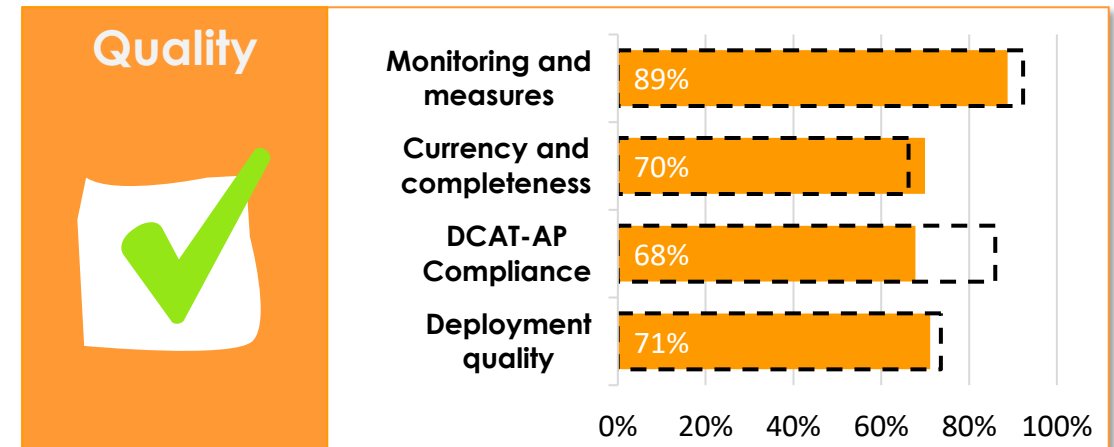 Quality
Monitoring and
measures
89%
Currency and
completeness
70%
DCAT-AP
Compliance
68%
Deployment
quality
71%
0% 20% 40% 60% 80% 100%